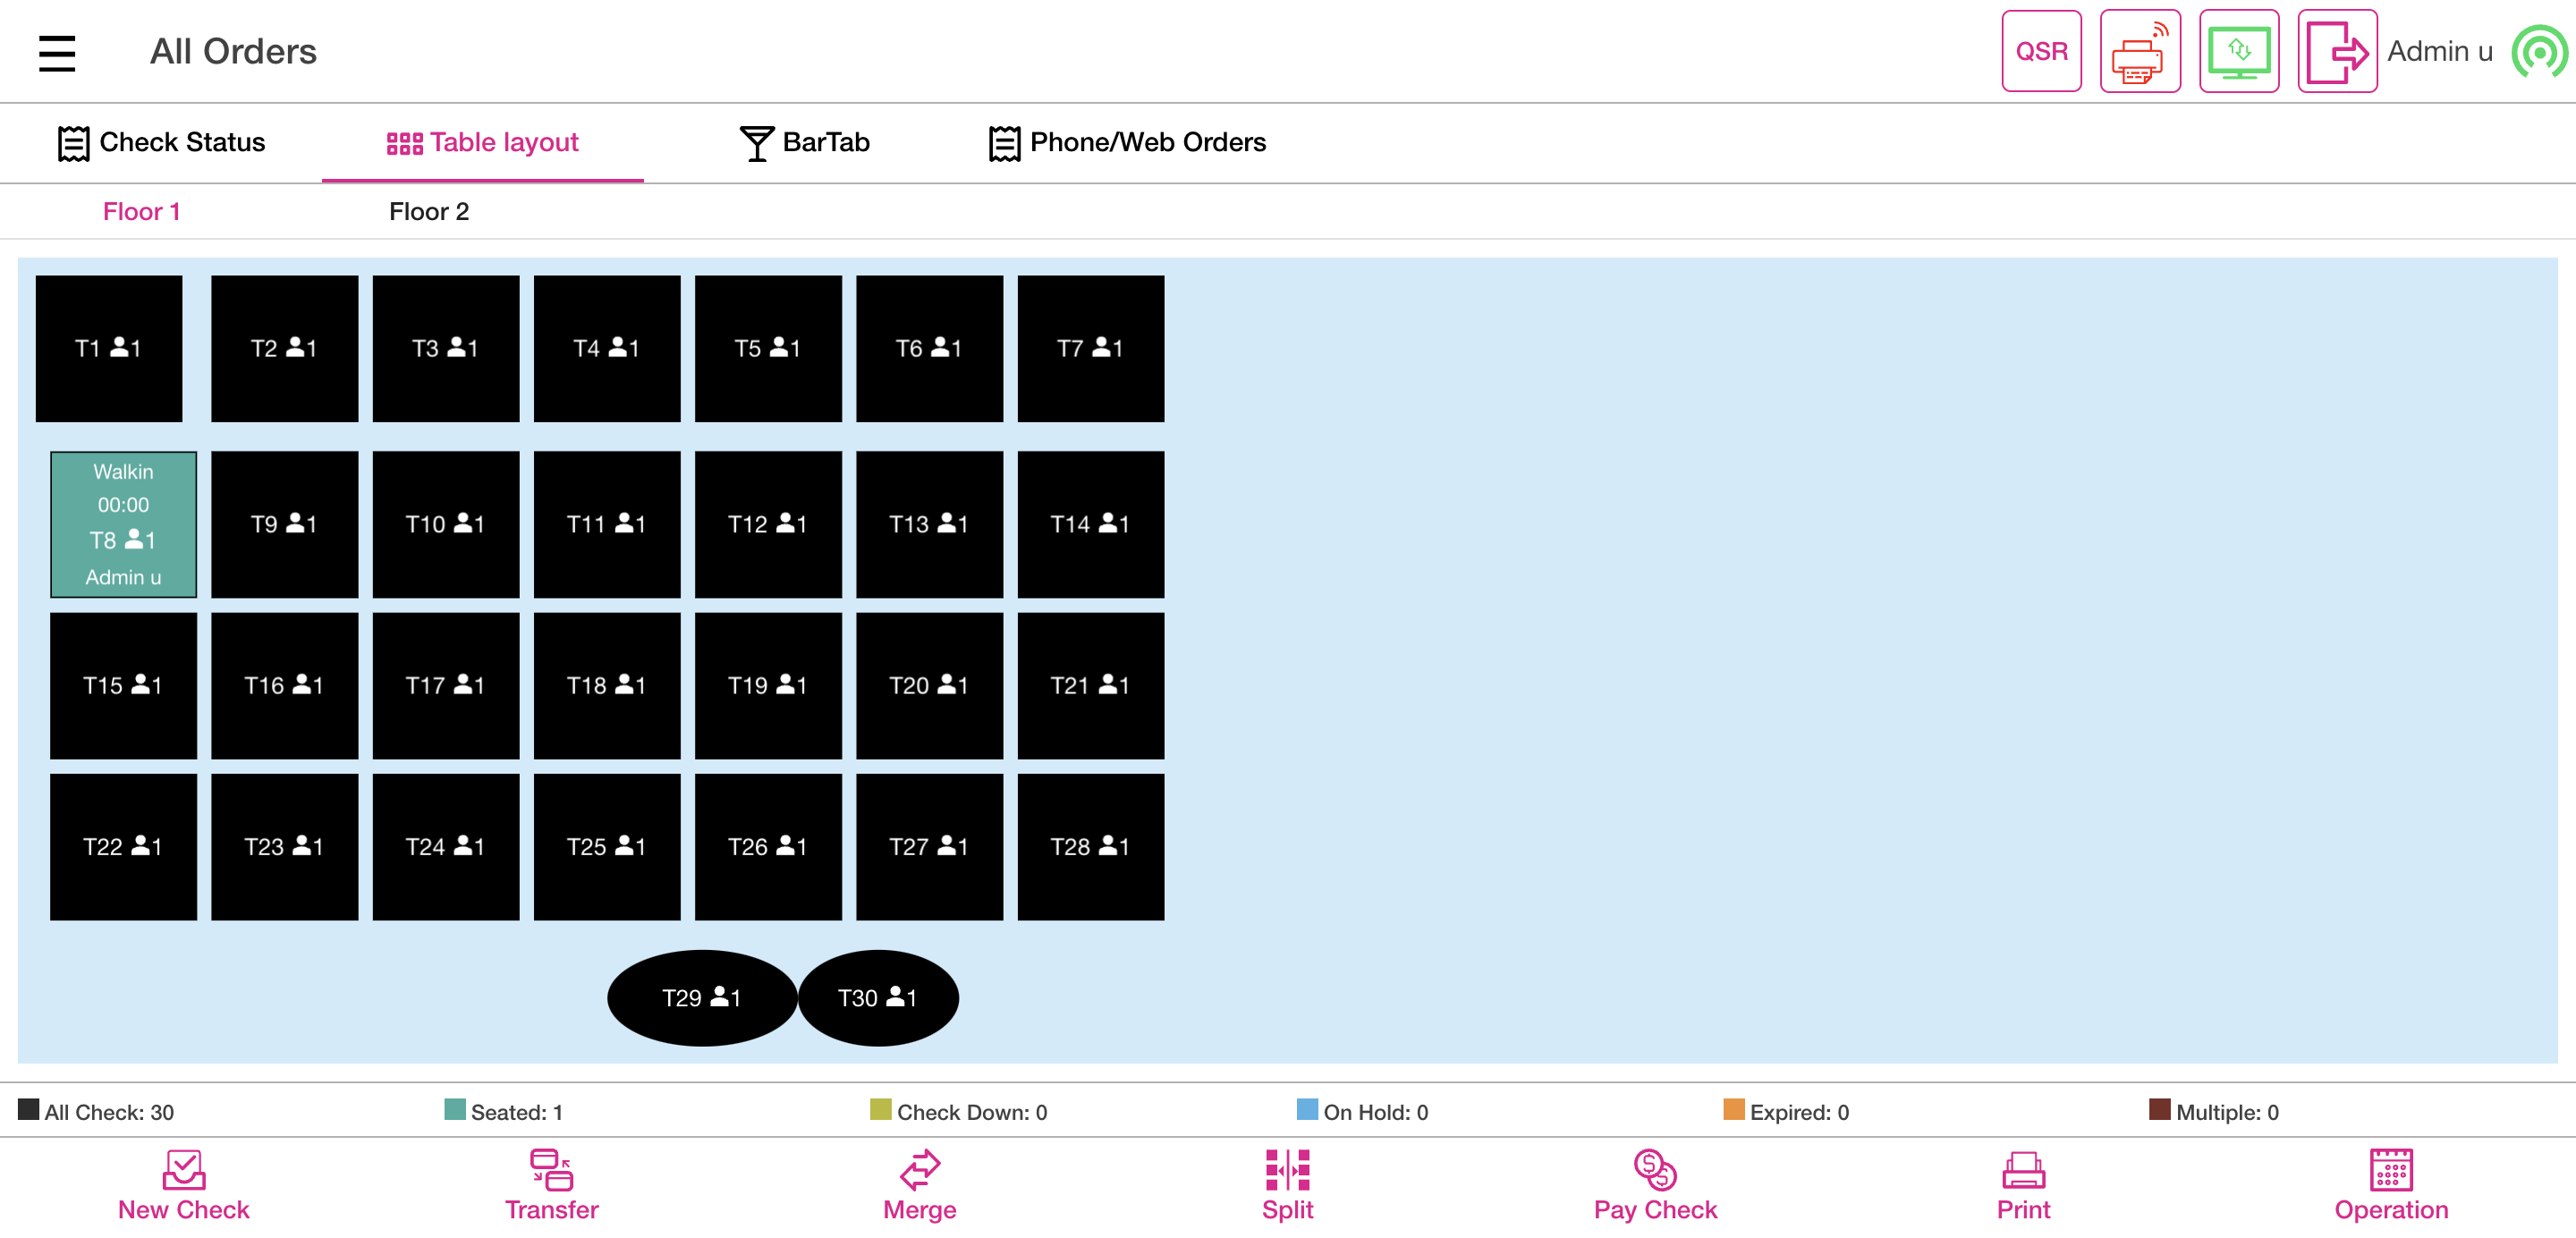 All Orders
QSR
Admin u
Check Status
Table layout
BarTab
Phone/Web Orders
Floor 1
Floor 2
T1 1
T2 1
T3 1
T4 1
T5 1
T6 1
T7 1
Walkin
00:00
T8 1
Admin u
T9 1
T10 1
T11 1
T12 1
T13 1
T14 1
T15 1
T16 1
T17 1
T18 1
T19 1
T20 1
T21 1
T22 1
T23 1
T24 1
T25 1
T26 1
T27 1
T28 1
T29 1
T30 1
All Check: 30
Seated: 1
Check Down: 0
On Hold: 0
Expired: 0
Multiple: 0
New Check
Transfer
Merge
Split
Pay Check
Print
Operation